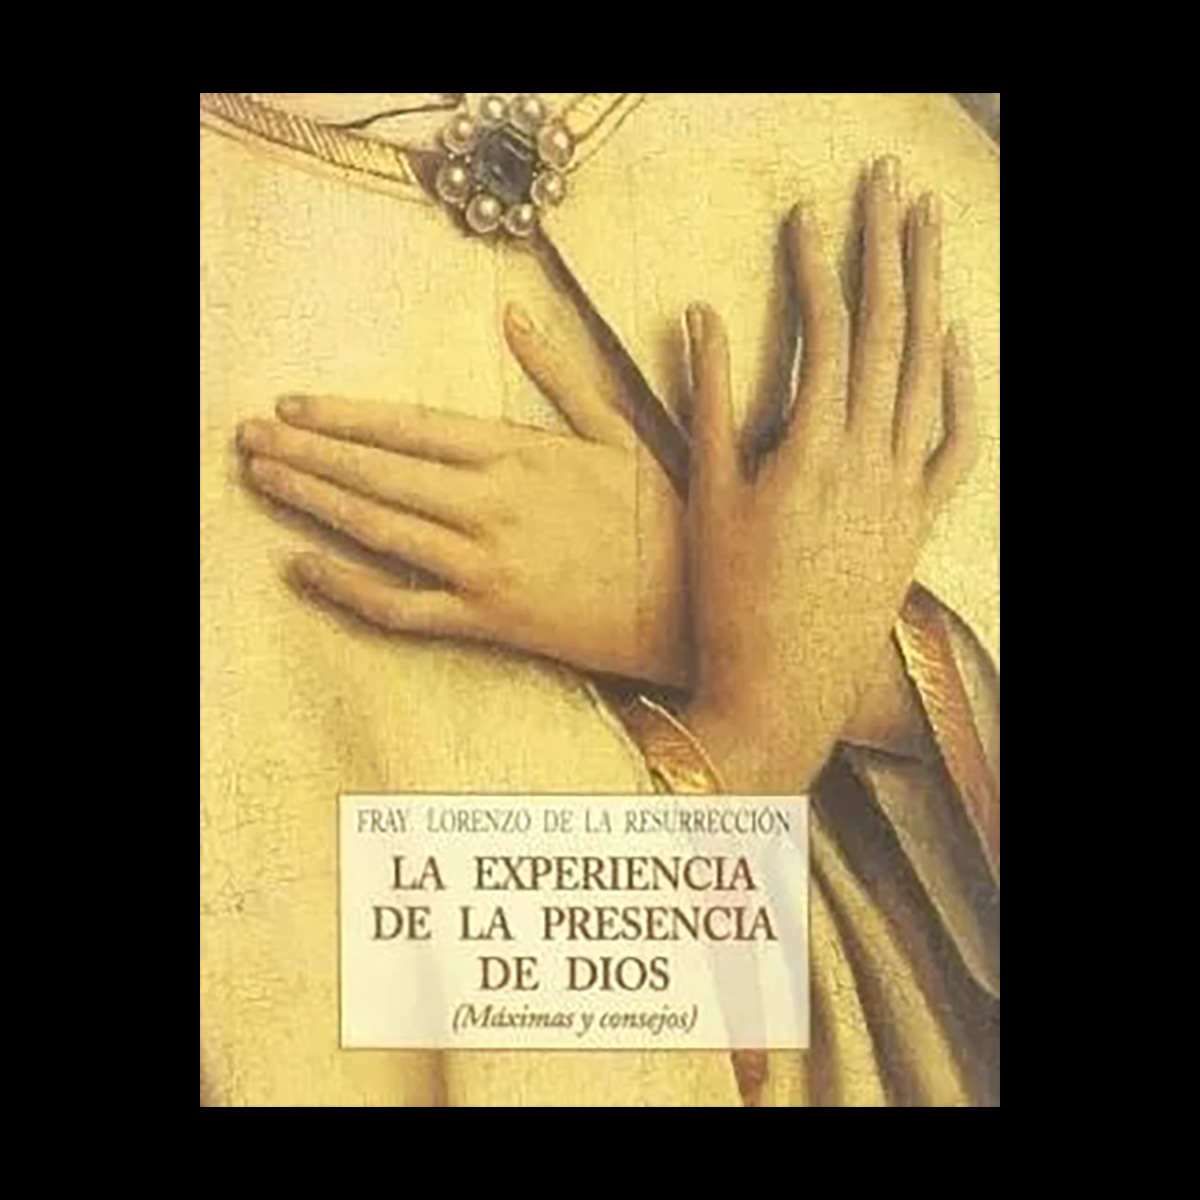 FRAY LORENZO DE LA RESURRECCIÓN
LA EXPERIENCIA
DE LA PRESENCIA
DE DIOS
(Máximas y consejos)